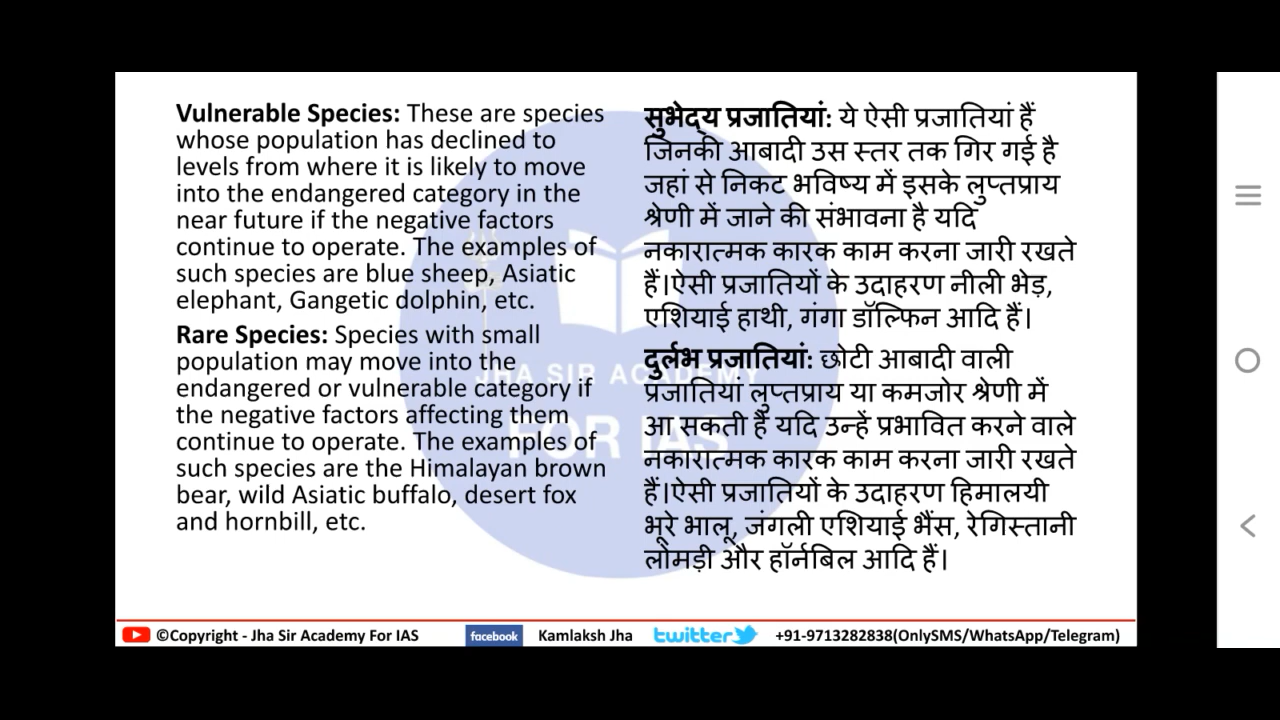 Vulnerable Species: These are species
whose population has declined to
levels from where it is likely to move
into the endangered category in the
near future if the negative factors
continue to operate. The examples of
such species are blue sheep, Asiatic
elephant, Gangetic dolphin, etc.
Rare Species: Species with small
population may move into the
endangered or vulnerable category if
the negative factors affecting them
continue to operate. The examples of
such species are the Himalayan brown
bear, wild Asiatic buffalo, desert fox
and hornbill, etc.
सुभेद्य प्रजातियां: ये ऐसी प्रजातियां हैं
जिनकी आबादी उस स्तर तक गिर गई है
जहां से निकट भविष्य में इसके लुप्तप्राय
श्रेणी में जाने की संभावना है यदि
नकारात्मक कारक काम करना जारी रखते
हैं।ऐसी प्रजातियों के उदाहरण नीली भेड़,
एशियाई हाथी, गंगा डॉल्फिन आदि हैं।
दुर्लभ प्रजातियां: छोटी आबादी वाली
प्रजातियां लुप्तप्राय या कमजोर श्रेणी में
आ सकती हैं यदि उन्हें प्रभावित करने वाले
नकारात्मक कारक काम करना जारी रखते
हैं।ऐसी प्रजातियों के उदाहरण हिमालयी
भूरे भालू, जंगली एशियाई भैंस, रेगिस्तानी
लोमड़ी और हॉर्नबिल आदि हैं।
JHA SIR ACADEMY
FOR IAS
©Copyright - Jha Sir Academy For IAS facebook Kamlaksh Jha twitter +91-9713282838(OnlySMS/WhatsApp/Telegram)